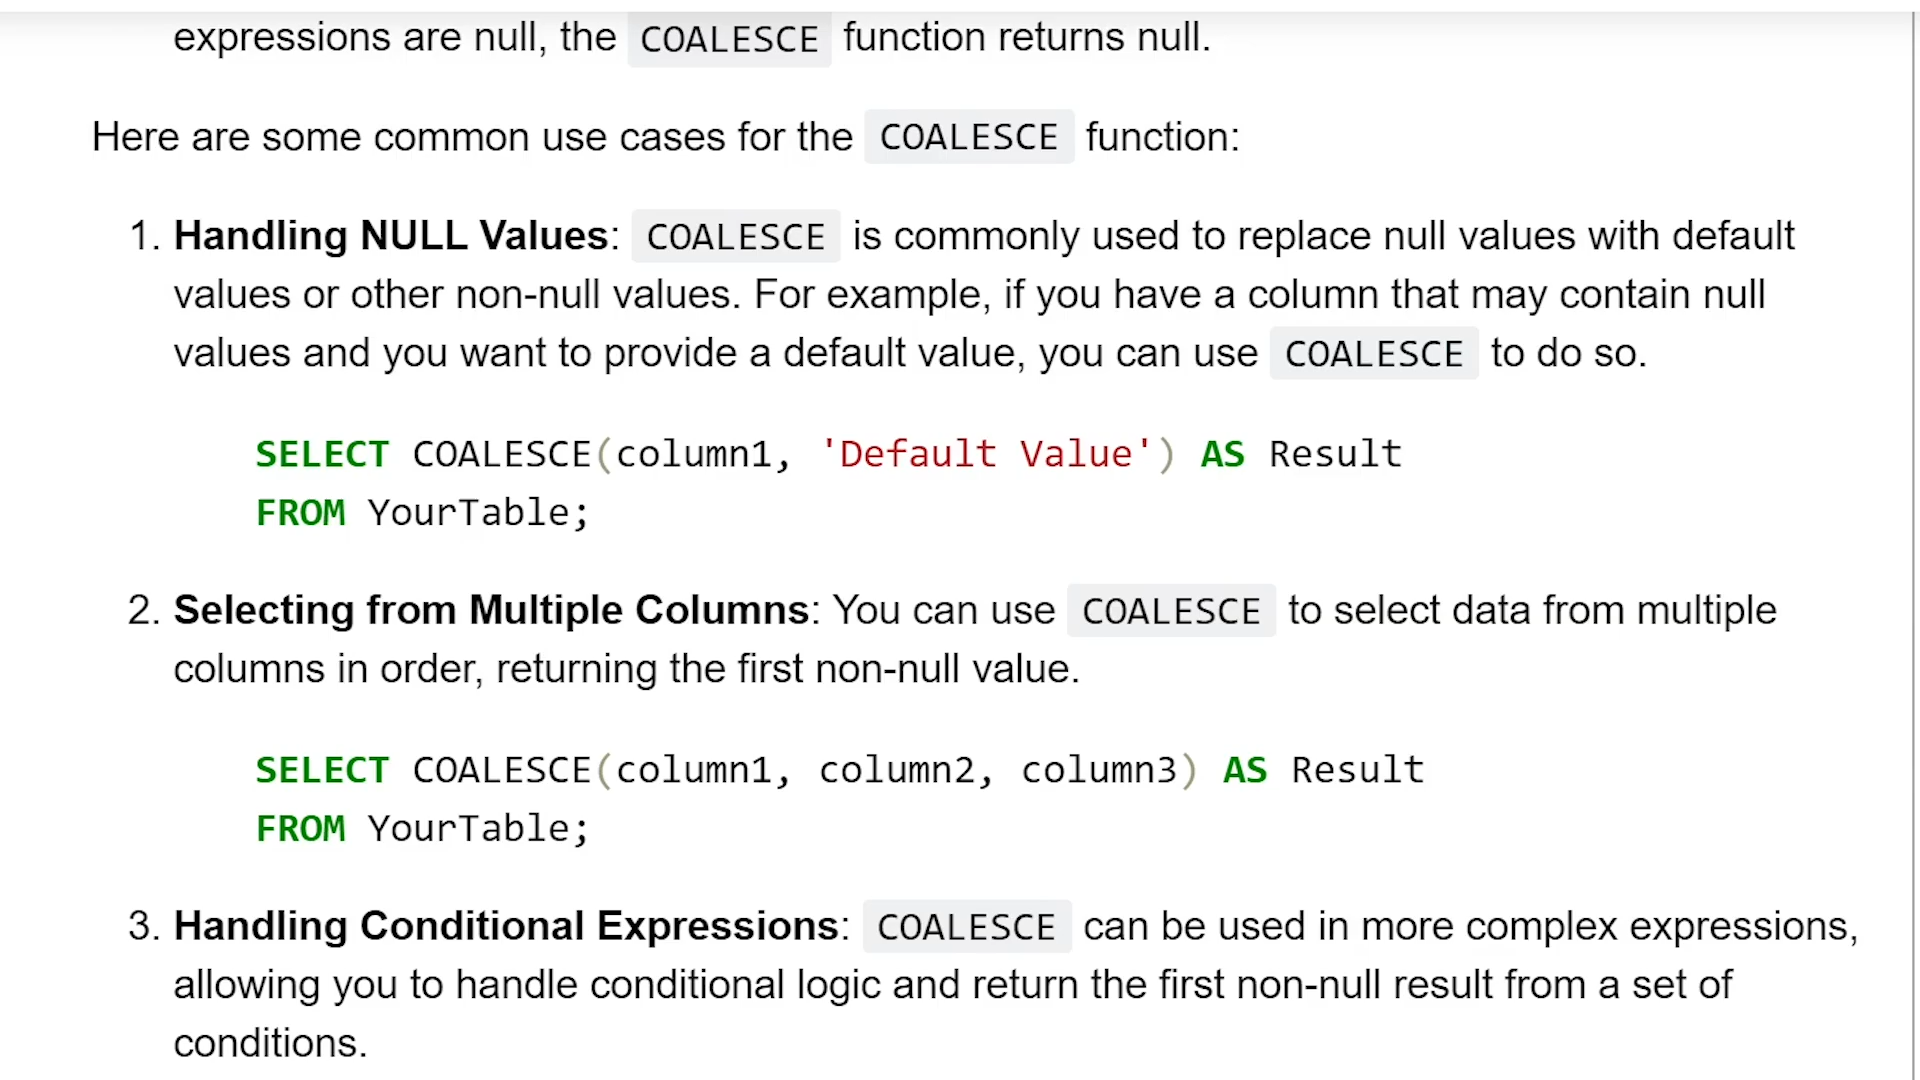 expressions are null, the COALESCE function returns null.
Here are some common use cases for the COALESCE function:
1. Handling NULL Values: COALESCE is commonly used to replace null values with default
values or other non-null values. For example, if you have a column that may contain null
values and you want to provide a default value, you can use COALESCE to do so.
SELECT COALESCE(column1, 'Default Value') AS Result
FROM YourTable;
2. Selecting from Multiple Columns: You can use COALESCE to select data from multiple
columns in order, returning the first non-null value.
SELECT COALESCE(column1, column2, column3) AS Result
FROM YourTable;
3. Handling Conditional Expressions: COALESCE can be used in more complex expressions,
allowing you to handle conditional logic and return the first non-null result from a set of
conditions.